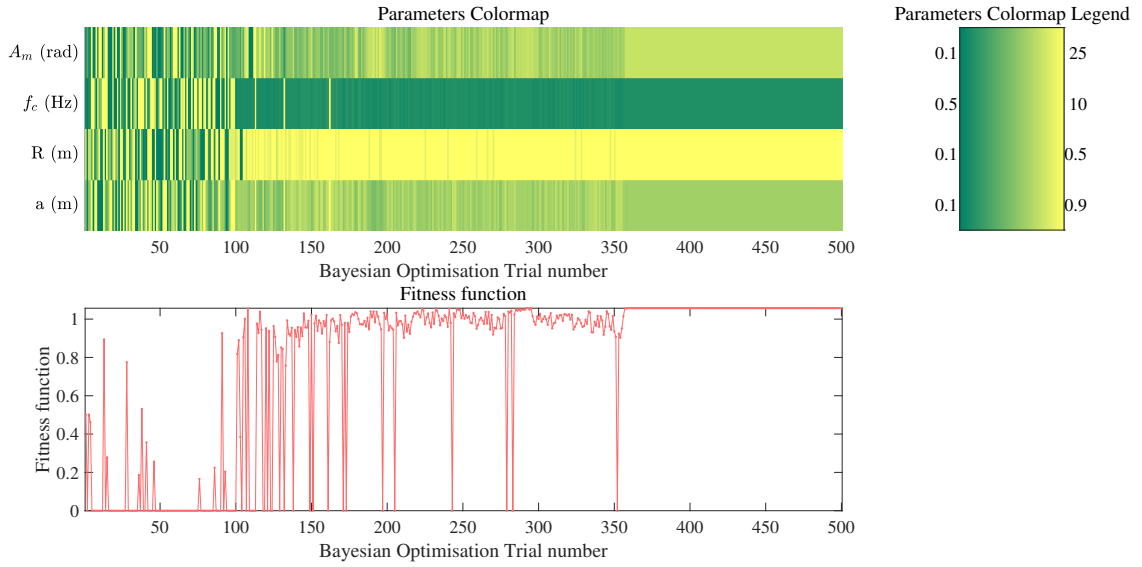 Parameters Colormap
Parameters Colormap Legend
A_m (rad)
f_c (Hz)
R (m)
a (m)
50 100 150 200 250 300 350 400 450 500
Bayesian Optimisation Trial number
0.1 25
0.5 10
0.1 0.5
0.1 0.9
Fitness function
Fitness function
1
0.8
0.6
0.4
0.2
0
50 100 150 200 250 300 350 400 450 500
Bayesian Optimisation Trial number